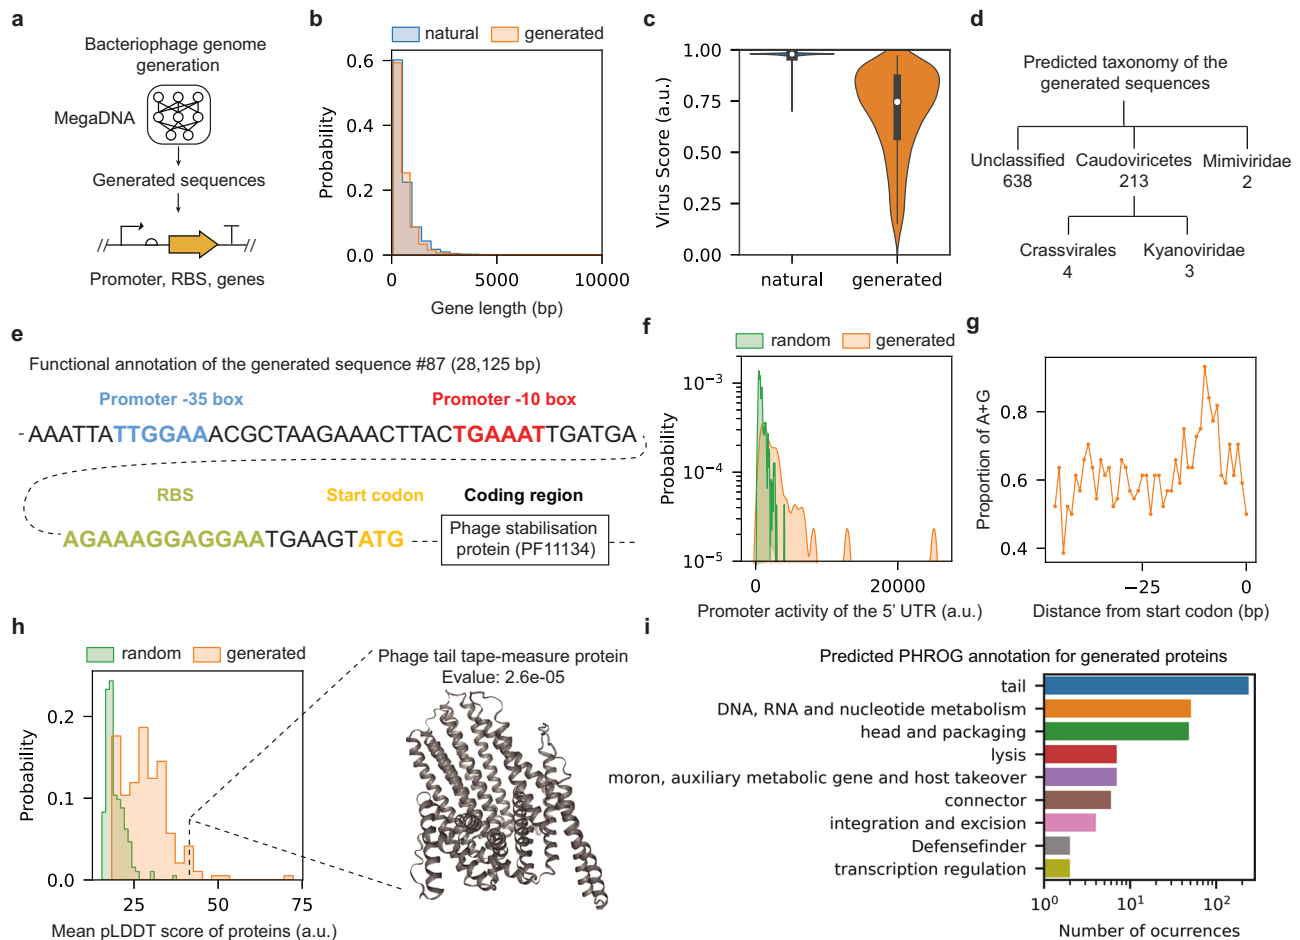 a
Bacteriophage genome
generation
MegaDNA
Generated sequences
Promoter, RBS, genes
b
natural
generated
Probability
0.6
0.4
0.2
0.0
0
5000
10000
Gene length (bp)
c
Virus Score (a.u.)
1.00
0.75
0.50
0.25
0.00
natural
generated
d
Predicted taxonomy of the
generated sequences
Unclassified
638
Caudoviricetes
213
Mimiviridae
2
Crassvirales
4
Kyanoviridae
3
e
Functional annotation of the generated sequence #87 (28,125 bp)
Promoter -35 box
Promoter -10 box
AAATTATTGGAAACGCTAAGAAACTTACTGAAATTGATGA
RBS
Start codon
Coding region
AGAAAGGAGGAATGAAGTATG
Phage stabilisation
protein (PF11134)
f
random
generated
Probability
10⁻³
10⁻⁴
10⁻⁵
0
20000
Promoter activity of the 5' UTR (a.u.)
g
Proportion of A+G
0.8
0.6
0.4
−25
0
Distance from start codon (bp)
h
random
generated
Probability
0.2
0.1
0.0
25
50
75
Mean pLDDT score of proteins (a.u.)
Phage tail tape-measure protein
Evalue: 2.6e-05
i
Predicted PHROG annotation for generated proteins
tail
DNA, RNA and nucleotide metabolism
head and packaging
lysis
moron, auxiliary metabolic gene and host takeover
connector
integration and excision
Defensefinder
transcription regulation
10⁰
10¹
10²
Number of ocurrences